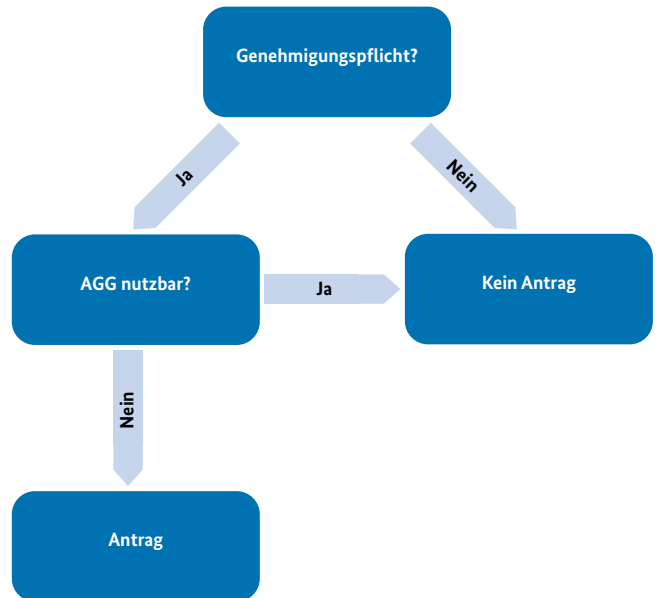 Genehmigungspflicht?
Ja
Nein
AGG nutzbar?
Ja
Kein Antrag
Nein
Antrag